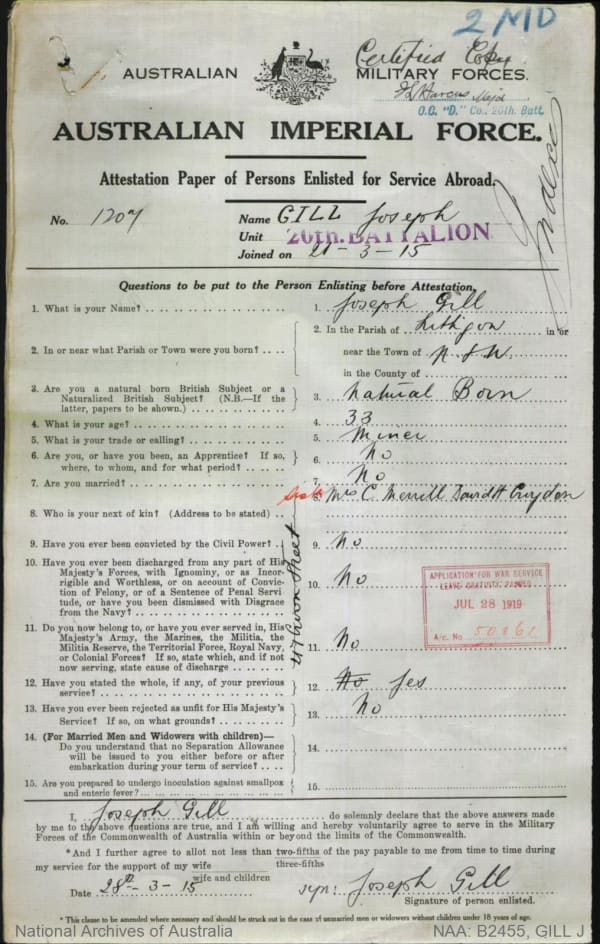 2 MD
Certified Copy
AUSTRALIAN MILITARY FORCES.
Major
O.C. "D." Co., 20th. Batt.
AUSTRALIAN IMPERIAL FORCE.
Indexed
Attestation Paper of Persons Enlisted for Service Abroad.
No. 1207 Name GILL Joseph
Unit 20th. BATTALION
Joined on 21-3-15
Questions to be put to the Person Enlisting before Attestation.
1. What is your Name? 1. Joseph Gill
2. In or near what Parish or Town were you born? 2. In the Parish of Lithgow in or
near the Town of N.S.W.
in the County of
3. Are you a natural born British Subject or a
Naturalized British Subject? (N.B.—If the
latter, papers to be shown.) 3. Natural Born
4. What is your age? 4. 33
5. What is your trade or calling? 5. Miner
6. Are you, or have you been, an Apprentice? If so,
where, to whom, and for what period? 6. No
7. Are you married? 7. No
8. Who is your next of kin? (Address to be stated) 8. Mrs C. Merrill David St Croydon
9. Have you ever been convicted by the Civil Power? 9. No
10. Have you ever been discharged from any part of His
Majesty's Forces, with Ignominy, or as Incor-
rigible and Worthless, or on account of Convic-
tion of Felony, or of a Sentence of Penal Servi-
tude, or have you been dismissed with Disgrace
from the Navy? 10. No
APPLICATION FOR WAR SERVICE
LEAVE GRATUITY PASSED
JUL 28 1919
A/c. No.
11. Do you now belong to, or have you ever served in, His
Majesty's Army, the Marines, the Militia, the
Militia Reserve, the Territorial Force, Royal Navy,
or Colonial Forces? If so, state which, and if not
now serving, state cause of discharge 11. No
12. Have you stated the whole, if any, of your previous
service? 12. No Yes
13. Have you ever been rejected as unfit for His Majesty's
Service? If so, on what grounds? 13. No
14. (For Married Men and Widowers with children)—
Do you understand that no Separation Allowance
will be issued to you either before or after
embarkation during your term of service? 14.
15. Are you prepared to undergo inoculation against smallpox
and enteric fever? 15.
I, Joseph Gill do solemnly declare that the above answers made
by me to the above questions are true, and I am willing and hereby voluntarily agree to serve in the Military
Forces of the Commonwealth of Australia within or beyond the limits of the Commonwealth.
*And I further agree to allot not less than two-fifths of the pay payable to me from time to time during
three-fifths
my service for the support of my wife
wife and children
Date 28th-3-15 sgn: Joseph Gill
Signature of person enlisted.
* This clause to be amended where necessary and should be struck out in the case of unmarried men or widowers without children under 18 years of age.
National Archives of Australia NAA: B2455, GILL J